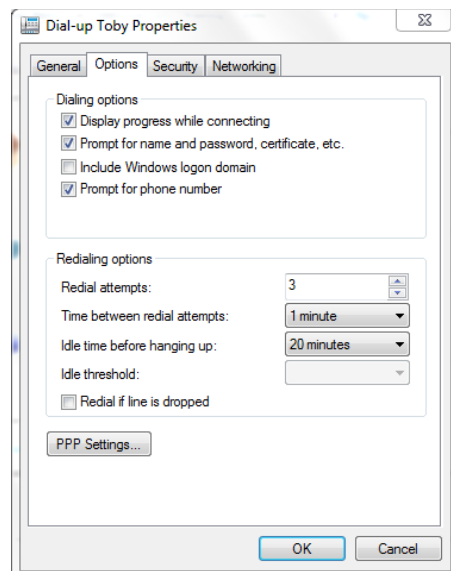 Dial-up Toby Properties
General Options Security Networking
Dialing options
Display progress while connecting
Prompt for name and password, certificate, etc.
Include Windows logon domain
Prompt for phone number
Redialing options
Redial attempts: 3
Time between redial attempts: 1 minute
Idle time before hanging up: 20 minutes
Idle threshold:
Redial if line is dropped
PPP Settings...
OK Cancel